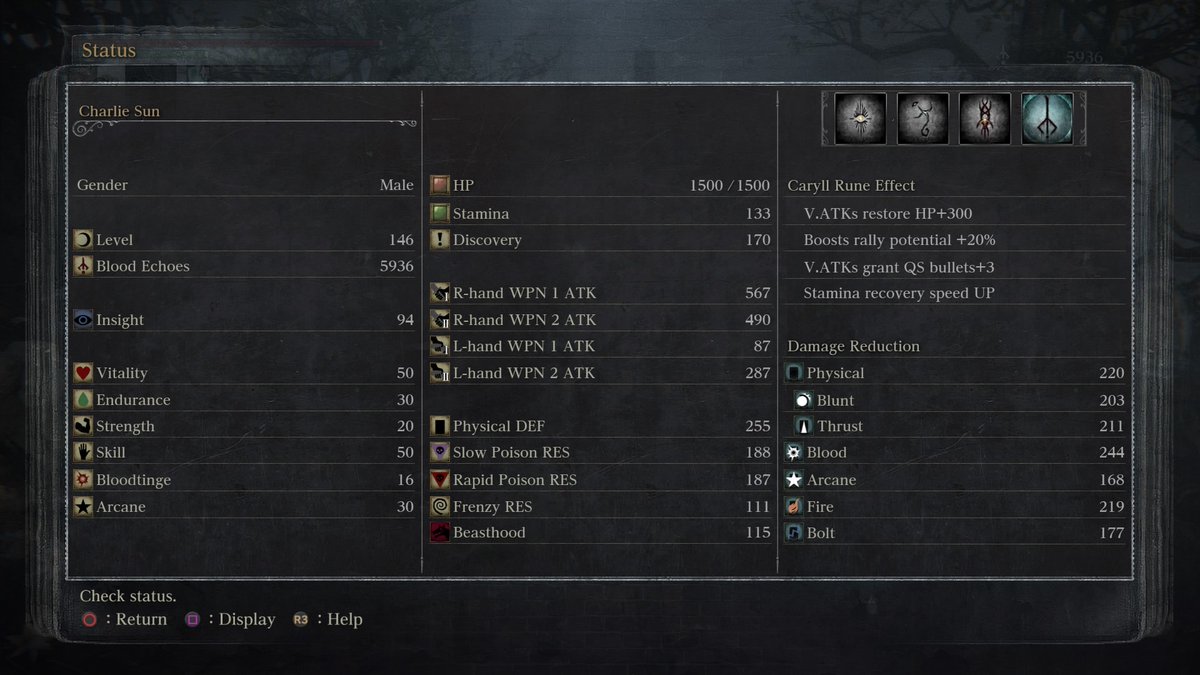 Status
5936
Charlie Sun
Gender Male
Level 146
Blood Echoes 5936
Insight 94
Vitality 50
Endurance 30
Strength 20
Skill 50
Bloodtinge 16
Arcane 30
HP 1500 / 1500
Stamina 133
Discovery 170
R-hand WPN 1 ATK 567
R-hand WPN 2 ATK 490
L-hand WPN 1 ATK 87
L-hand WPN 2 ATK 287
Physical DEF 255
Slow Poison RES 188
Rapid Poison RES 187
Frenzy RES 111
Beasthood 115
Caryll Rune Effect
V.ATKs restore HP+300
Boosts rally potential +20%
V.ATKs grant QS bullets+3
Stamina recovery speed UP
Damage Reduction
Physical 220
Blunt 203
Thrust 211
Blood 244
Arcane 168
Fire 219
Bolt 177
Check status.
: Return : Display R3 : Help